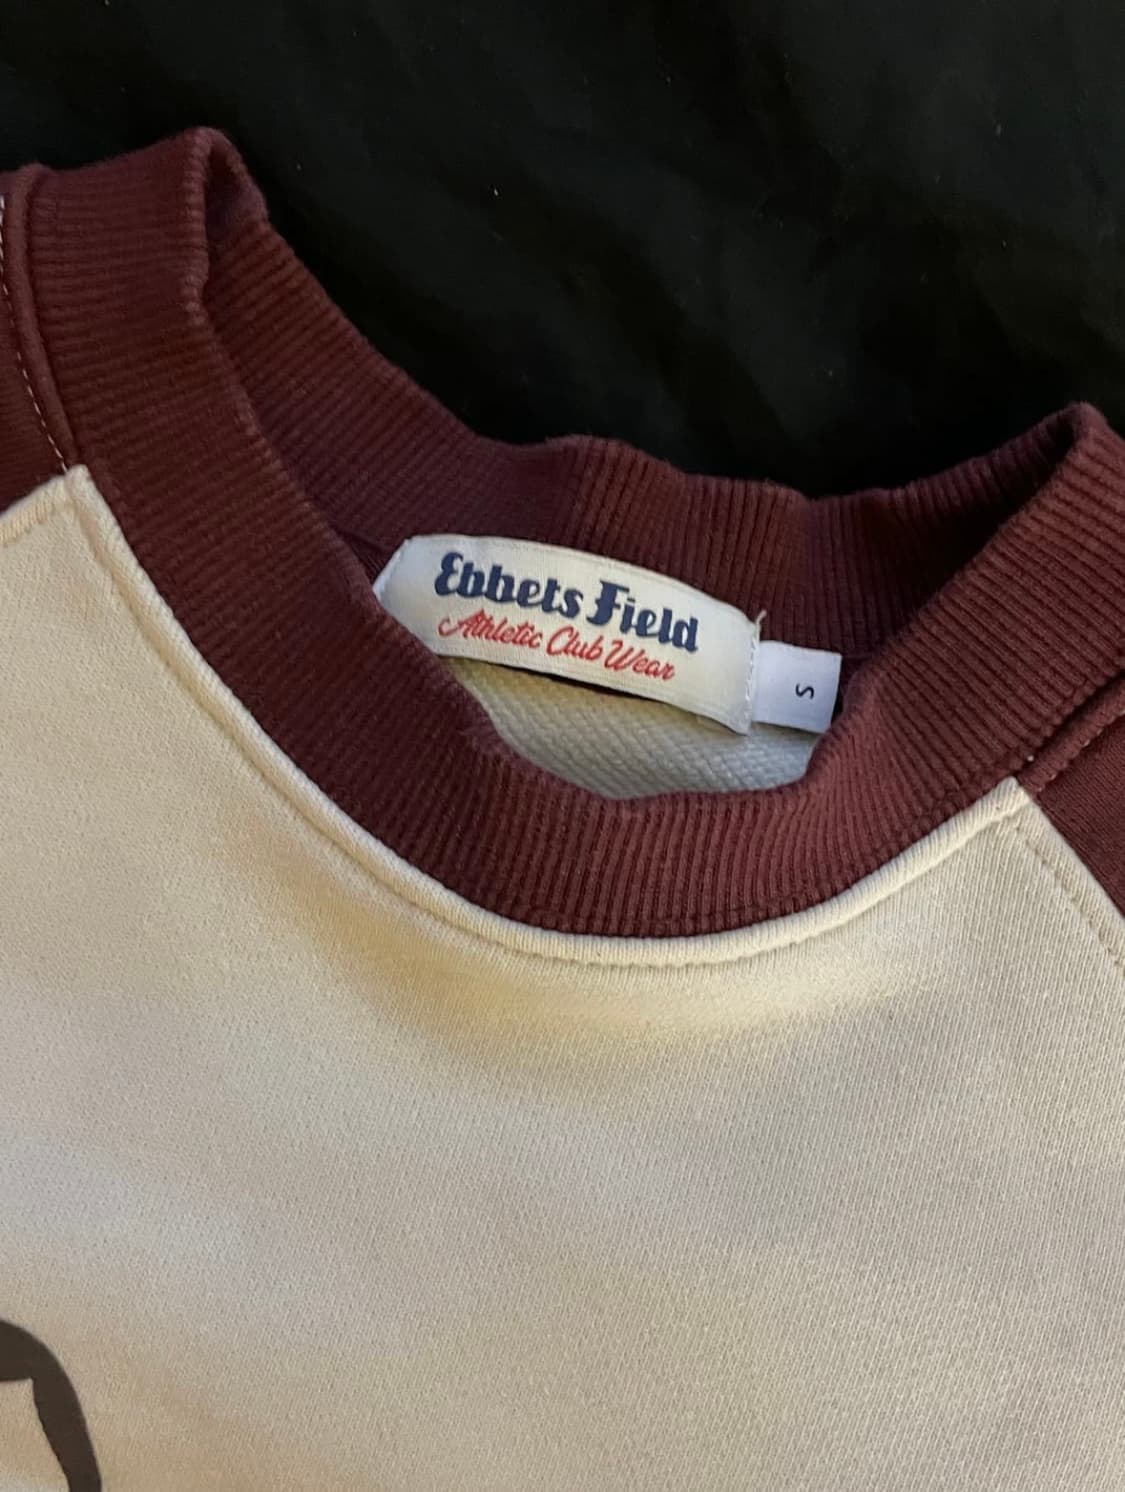 Ebbets Field
Athletic Club Wear
S